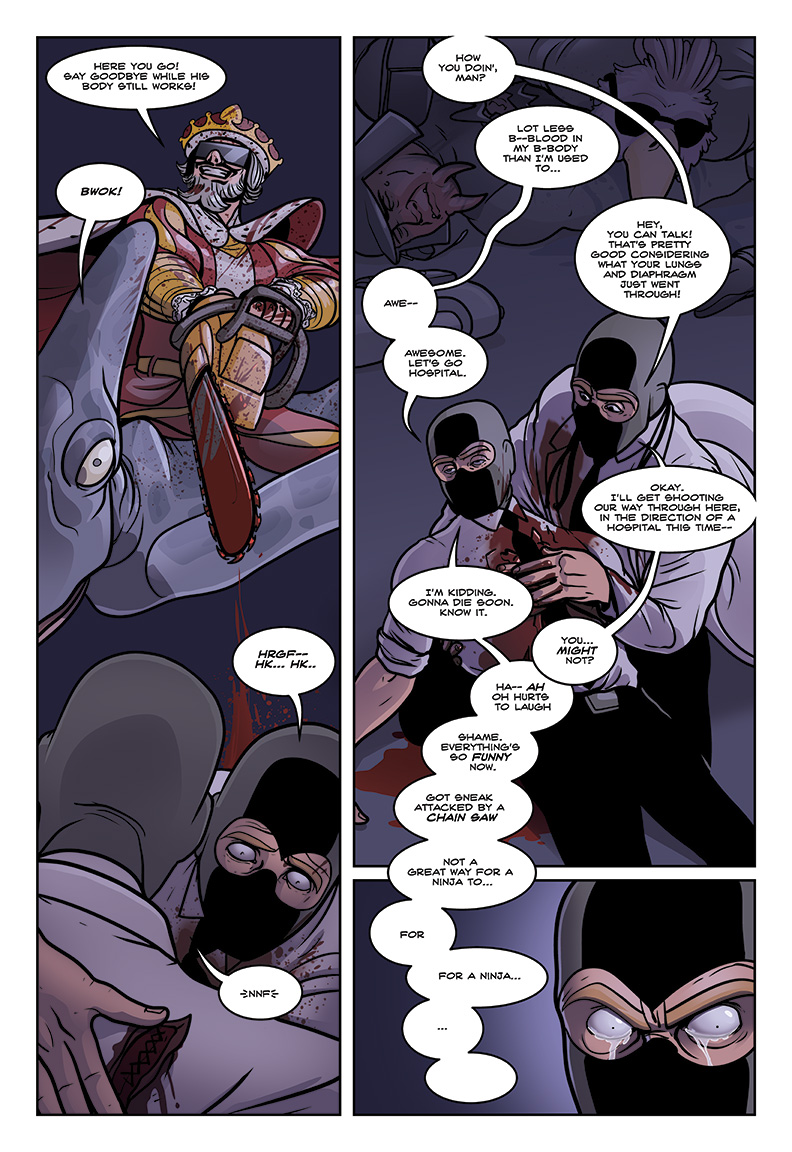 HERE YOU GO!
SAY GOODBYE WHILE HIS
BODY STILL WORKS!
BWOK!
HRGF--
HK... HK..
NNF
HOW
YOU DOIN',
MAN?
LOT LESS
B--BLOOD IN
MY B-BODY
THAN I'M USED
TO...
HEY,
YOU CAN TALK!
THAT'S PRETTY
GOOD CONSIDERING
WHAT YOUR LUNGS
AND DIAPHRAGM
JUST WENT
THROUGH!
AWE--
AWESOME.
LET'S GO
HOSPITAL.
OKAY.
I'LL GET SHOOTING
OUR WAY THROUGH HERE,
IN THE DIRECTION OF A
HOSPITAL THIS TIME--
I'M KIDDING.
GONNA DIE SOON.
KNOW IT.
YOU...
MIGHT
NOT?
HA-- AH
OH HURTS
TO LAUGH
SHAME.
EVERYTHING'S
SO FUNNY
NOW.
GOT SNEAK
ATTACKED BY A
CHAIN SAW
NOT A
GREAT WAY FOR A
NINJA TO...
FOR
FOR A NINJA...
...